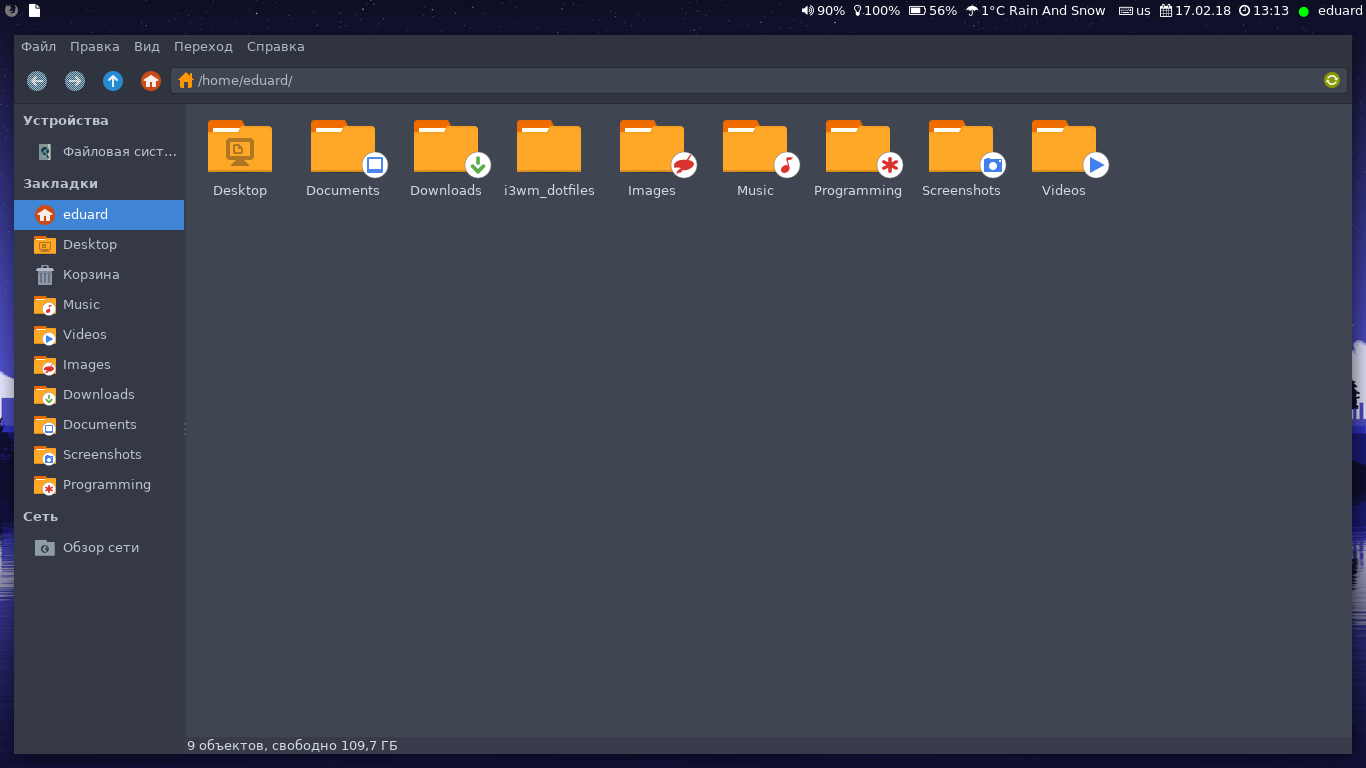 90% 100% 56% 1°C Rain And Snow us 17.02.18 13:13 eduard
Файл Правка Вид Переход Справка
/home/eduard/
Устройства
Файловая сист...
Закладки
eduard
Desktop
Корзина
Music
Videos
Images
Downloads
Documents
Screenshots
Programming
Сеть
Обзор сети
Desktop Documents Downloads i3wm_dotfiles Images Music Programming Screenshots Videos
9 объектов, свободно 109,7 ГБ